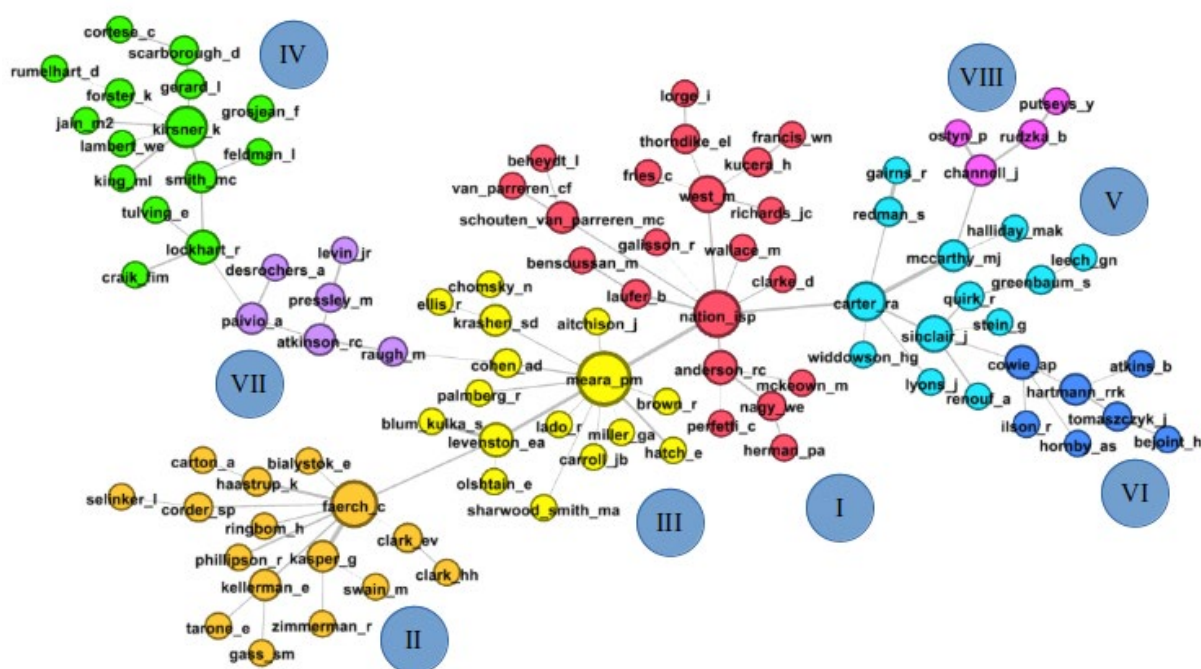 cortese_c
scarborough_d
IV
rumelhart_d
gerard_l
forster_k
grosjean_f
jain_m2
kirsner_k
lambert_we
feldman_l
king_ml
smith_mc
tulving_e
lockhart_r
craik_fim
levin_jr
desrochers_a
pressley_m
paivio_a
atkinson_rc
raugh_m
VII
lorge_i
thorndike_el
francis_wn
kucera_h
beheydt_l
fries_c
van_parreren_cf
west_m
richards_jc
schouten_van_parreren_mc
galisson_r
wallace_m
bensoussan_m
clarke_d
laufer_b
nation_isp
anderson_rc
mckeown_m
nagy_we
perfetti_c
herman_pa
I
chomsky_n
ellis_r
krashen_sd
aitchison_j
cohen_ad
meara_pm
palmberg_r
brown_r
blum_kulka_s
lado_r
levenston_ea
miller_ga
hatch_e
carroll_jb
olshtain_e
sharwood_smith_ma
III
carton_a
bialystok_e
haastrup_k
selinker_l
faerch_c
corder_sp
ringbom_h
clark_ev
phillipson_r
kasper_g
clark_hh
kellerman_e
swain_m
tarone_e
zimmerman_r
gass_sm
II
VIII
putseys_y
ostyn_p
rudzka_b
channell_j
gairns_r
V
redman_s
halliday_mak
mccarthy_mj
leech_gn
greenbaum_s
carter_ra
quirk_r
stein_g
sinclair_j
widdowson_hg
lyons_j
renouf_a
cowie_ap
atkins_b
hartmann_rrk
tomaszczyk_j
ilson_r
hornby_as
bejoint_h
VI